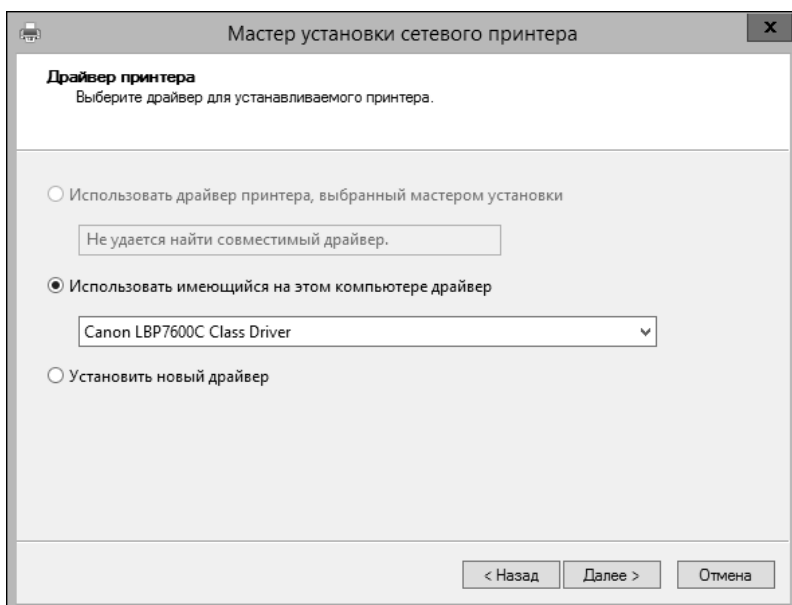 Мастер установки сетевого принтера
x
Драйвер принтера
Выберите драйвер для устанавливаемого принтера.
Использовать драйвер принтера, выбранный мастером установки
Не удается найти совместимый драйвер.
Использовать имеющийся на этом компьютере драйвер
Canon LBP7600C Class Driver
Установить новый драйвер
< Назад Далее > Отмена